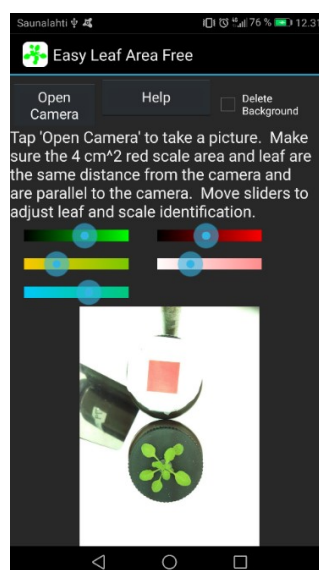 Saunalahti 76 % 12.31
Easy Leaf Area Free
Open Camera
Help
Delete Background
Tap 'Open Camera' to take a picture. Make
sure the 4 cm^2 red scale area and leaf are
the same distance from the camera and
are parallel to the camera. Move sliders to
adjust leaf and scale identification.